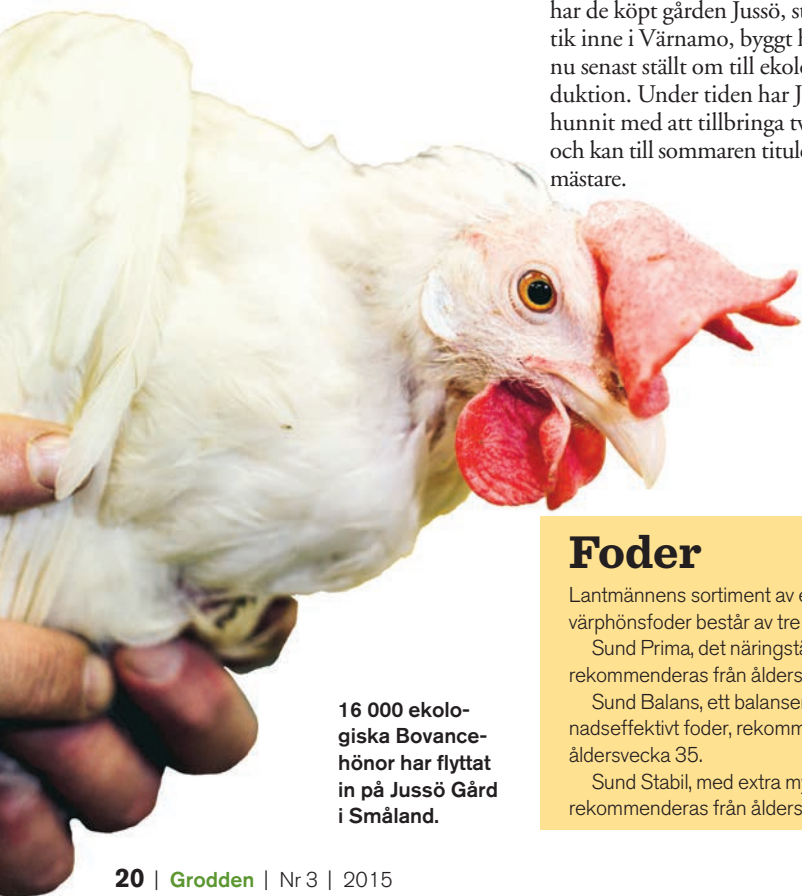 har de köpt gården Jussö, st
tik inne i Värnamo, byggt h
nu senast ställt om till ekolo
duktion. Under tiden har J
hunnit med att tillbringa tv
och kan till sommaren titule
mästare.
Foder
Lantmännens sortiment av e
värphönsfoder består av tre
Sund Prima, det näringstä
rekommenderas från ålders
Sund Balans, ett balanser
nadseffektivt foder, rekomm
åldersvecka 35.
Sund Stabil, med extra my
rekommenderas från ålders
16 000 ekolo-
giska Bovance-
hönor har flyttat
in på Jussö Gård
i Småland.
20 | Grodden | Nr 3 | 2015